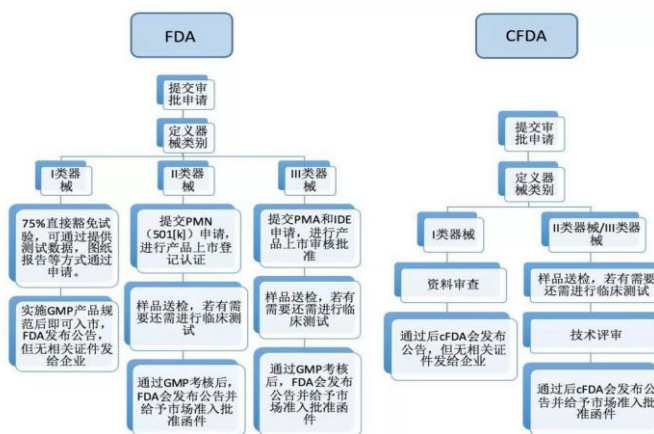 FDA
提交审
批申请
定义器
械类别
I类器
械
75%直接豁免试
验，可通过提供
测试数据，图纸
报告等方式通过
申请。
实施GMP产品规
范后即可入市，
FDA发布公告，
但无相关证件发
给企业
II类器
械
提交PMN
（501[k]）申请，
进行产品上市登
记认证
样品送检，若有
需要还需进行临
床测试
通过GMP考核后，
FDA会发布公告并
给予市场准入批
准函件
III类器
械
提交PMA和IDE
申请，进行产
品上市审核批
准
样品送检，若有
需要还需进行临
床测试
通过GMP考核
后，FDA会发布
公告并给予市
场准入批准函
件
CFDA
提交审
批申请
定义器
械类别
I类器械
资料审查
通过后cFDA会发布
公告，但无相关证
件发给企业
II类器械/III类器
械
样品送检，若有需
要还需进行临床测
试
技术评审
通过后cFDA会发布公
告并给予市场准入批
准函件